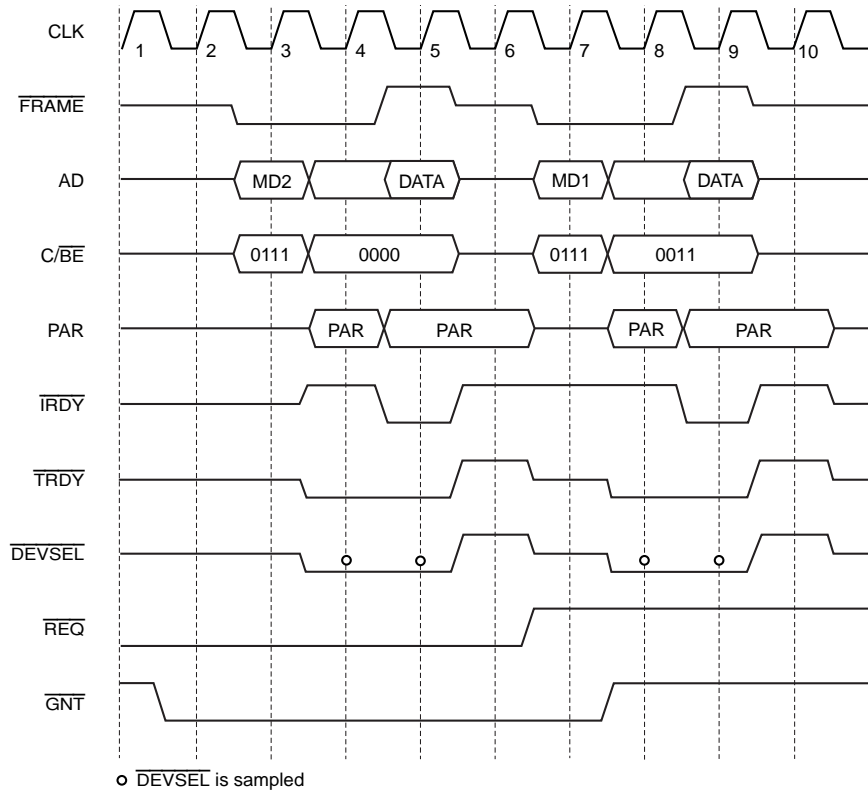 CLK
1 2 3 4 5 6 7 8 9 10
FRAME
AD
MD2 DATA MD1 DATA
C/BE
0111 0000 0111 0011
PAR
PAR PAR PAR PAR
IRDY
TRDY
DEVSEL
REQ
GNT
DEVSEL is sampled